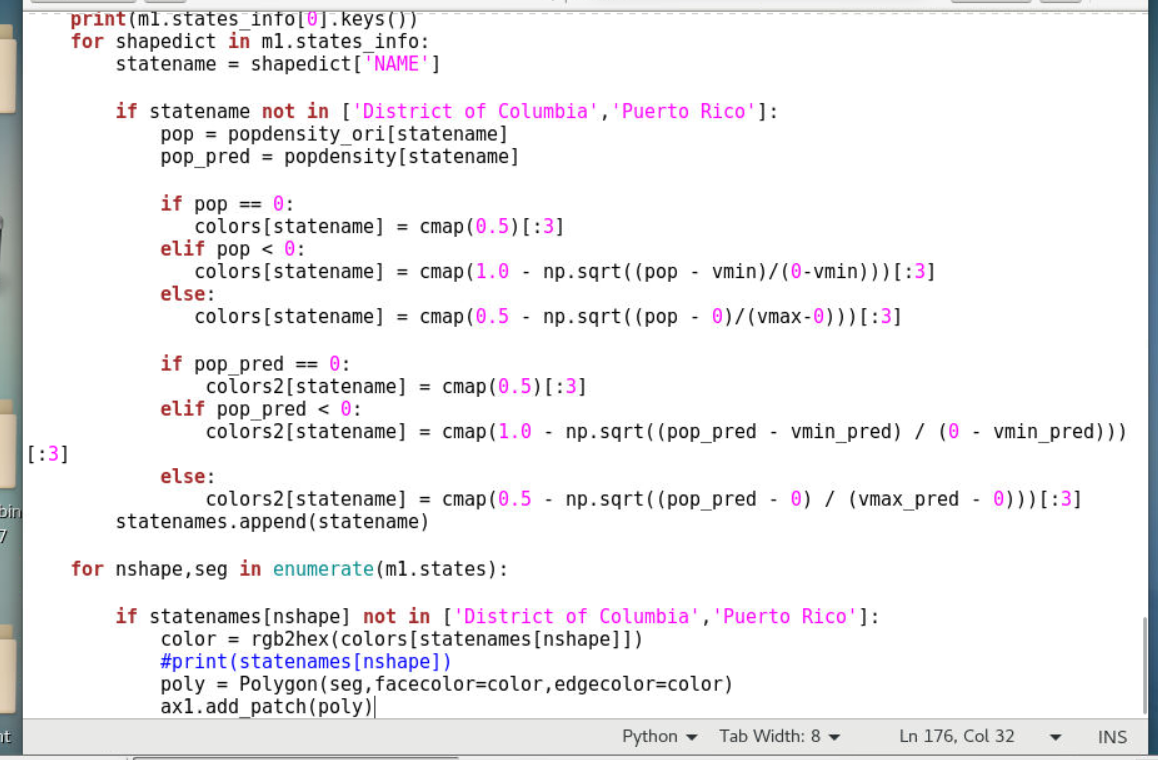 print(m1.states_info[0].keys())
    for shapedict in m1.states_info:
        statename = shapedict['NAME']

        if statename not in ['District of Columbia','Puerto Rico']:
            pop = popdensity_ori[statename]
            pop_pred = popdensity[statename]

            if pop == 0:
               colors[statename] = cmap(0.5)[:3]
            elif pop < 0:
               colors[statename] = cmap(1.0 - np.sqrt((pop - vmin)/(0-vmin)))[:3]
            else:
               colors[statename] = cmap(0.5 - np.sqrt((pop - 0)/(vmax-0)))[:3]

            if pop_pred == 0:
                colors2[statename] = cmap(0.5)[:3]
            elif pop_pred < 0:
                colors2[statename] = cmap(1.0 - np.sqrt((pop_pred - vmin_pred) / (0 - vmin_pred)))
[:3]
            else:
                colors2[statename] = cmap(0.5 - np.sqrt((pop_pred - 0) / (vmax_pred - 0)))[:3]
        statenames.append(statename)

    for nshape,seg in enumerate(m1.states):

        if statenames[nshape] not in ['District of Columbia','Puerto Rico']:
            color = rgb2hex(colors[statenames[nshape]])
            #print(statenames[nshape])
            poly = Polygon(seg,facecolor=color,edgecolor=color)
            ax1.add_patch(poly)
bin
7
nt
Python Tab Width: 8 Ln 176, Col 32 INS